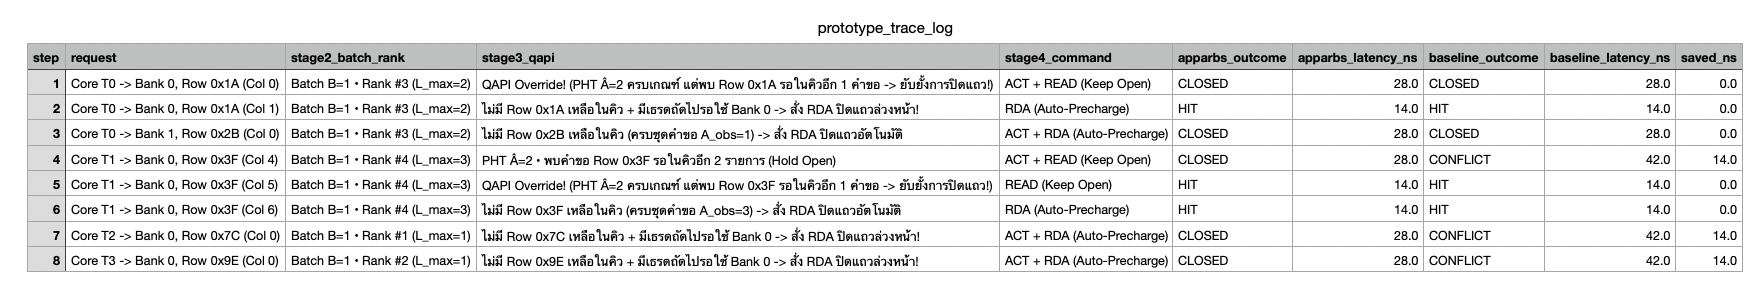 prototype_trace_log
step request stage2_batch_rank stage3_qapi stage4_command apparbs_outcome apparbs_latency_ns baseline_outcome baseline_latency_ns saved_ns
1 Core T0 -> Bank 0, Row 0x1A (Col 0) Batch B=1 • Rank #3 (L_max=2) QAPI Override! (PHT Â=2 ครบเกณฑ์ แต่พบ Row 0x1A รอในคิวอีก 1 คำขอ -> ยับยั้งการปิดแถว!) ACT + READ (Keep Open) CLOSED 28.0 CLOSED 28.0 0.0
2 Core T0 -> Bank 0, Row 0x1A (Col 1) Batch B=1 • Rank #3 (L_max=2) ไม่มี Row 0x1A เหลือในคิว + มีเธรดถัดไปรอใช้ Bank 0 -> สั่ง RDA ปิดแถวล่วงหน้า! RDA (Auto-Precharge) HIT 14.0 HIT 14.0 0.0
3 Core T0 -> Bank 1, Row 0x2B (Col 0) Batch B=1 • Rank #3 (L_max=2) ไม่มี Row 0x2B เหลือในคิว (ครบชุดคำขอ A_obs=1) -> สั่ง RDA ปิดแถวอัตโนมัติ ACT + RDA (Auto-Precharge) CLOSED 28.0 CLOSED 28.0 0.0
4 Core T1 -> Bank 0, Row 0x3F (Col 4) Batch B=1 • Rank #4 (L_max=3) PHT Â=2 • พบคำขอ Row 0x3F รอในคิวอีก 2 รายการ (Hold Open) ACT + READ (Keep Open) CLOSED 28.0 CONFLICT 42.0 14.0
5 Core T1 -> Bank 0, Row 0x3F (Col 5) Batch B=1 • Rank #4 (L_max=3) QAPI Override! (PHT Â=2 ครบเกณฑ์ แต่พบ Row 0x3F รอในคิวอีก 1 คำขอ -> ยับยั้งการปิดแถว!) READ (Keep Open) HIT 14.0 HIT 14.0 0.0
6 Core T1 -> Bank 0, Row 0x3F (Col 6) Batch B=1 • Rank #4 (L_max=3) ไม่มี Row 0x3F เหลือในคิว (ครบชุดคำขอ A_obs=3) -> สั่ง RDA ปิดแถวอัตโนมัติ RDA (Auto-Precharge) HIT 14.0 HIT 14.0 0.0
7 Core T2 -> Bank 0, Row 0x7C (Col 0) Batch B=1 • Rank #1 (L_max=1) ไม่มี Row 0x7C เหลือในคิว + มีเธรดถัดไปรอใช้ Bank 0 -> สั่ง RDA ปิดแถวล่วงหน้า! ACT + RDA (Auto-Precharge) CLOSED 28.0 CONFLICT 42.0 14.0
8 Core T3 -> Bank 0, Row 0x9E (Col 0) Batch B=1 • Rank #2 (L_max=1) ไม่มี Row 0x9E เหลือในคิว + มีเธรดถัดไปรอใช้ Bank 0 -> สั่ง RDA ปิดแถวล่วงหน้า! ACT + RDA (Auto-Precharge) CLOSED 28.0 CONFLICT 42.0 14.0